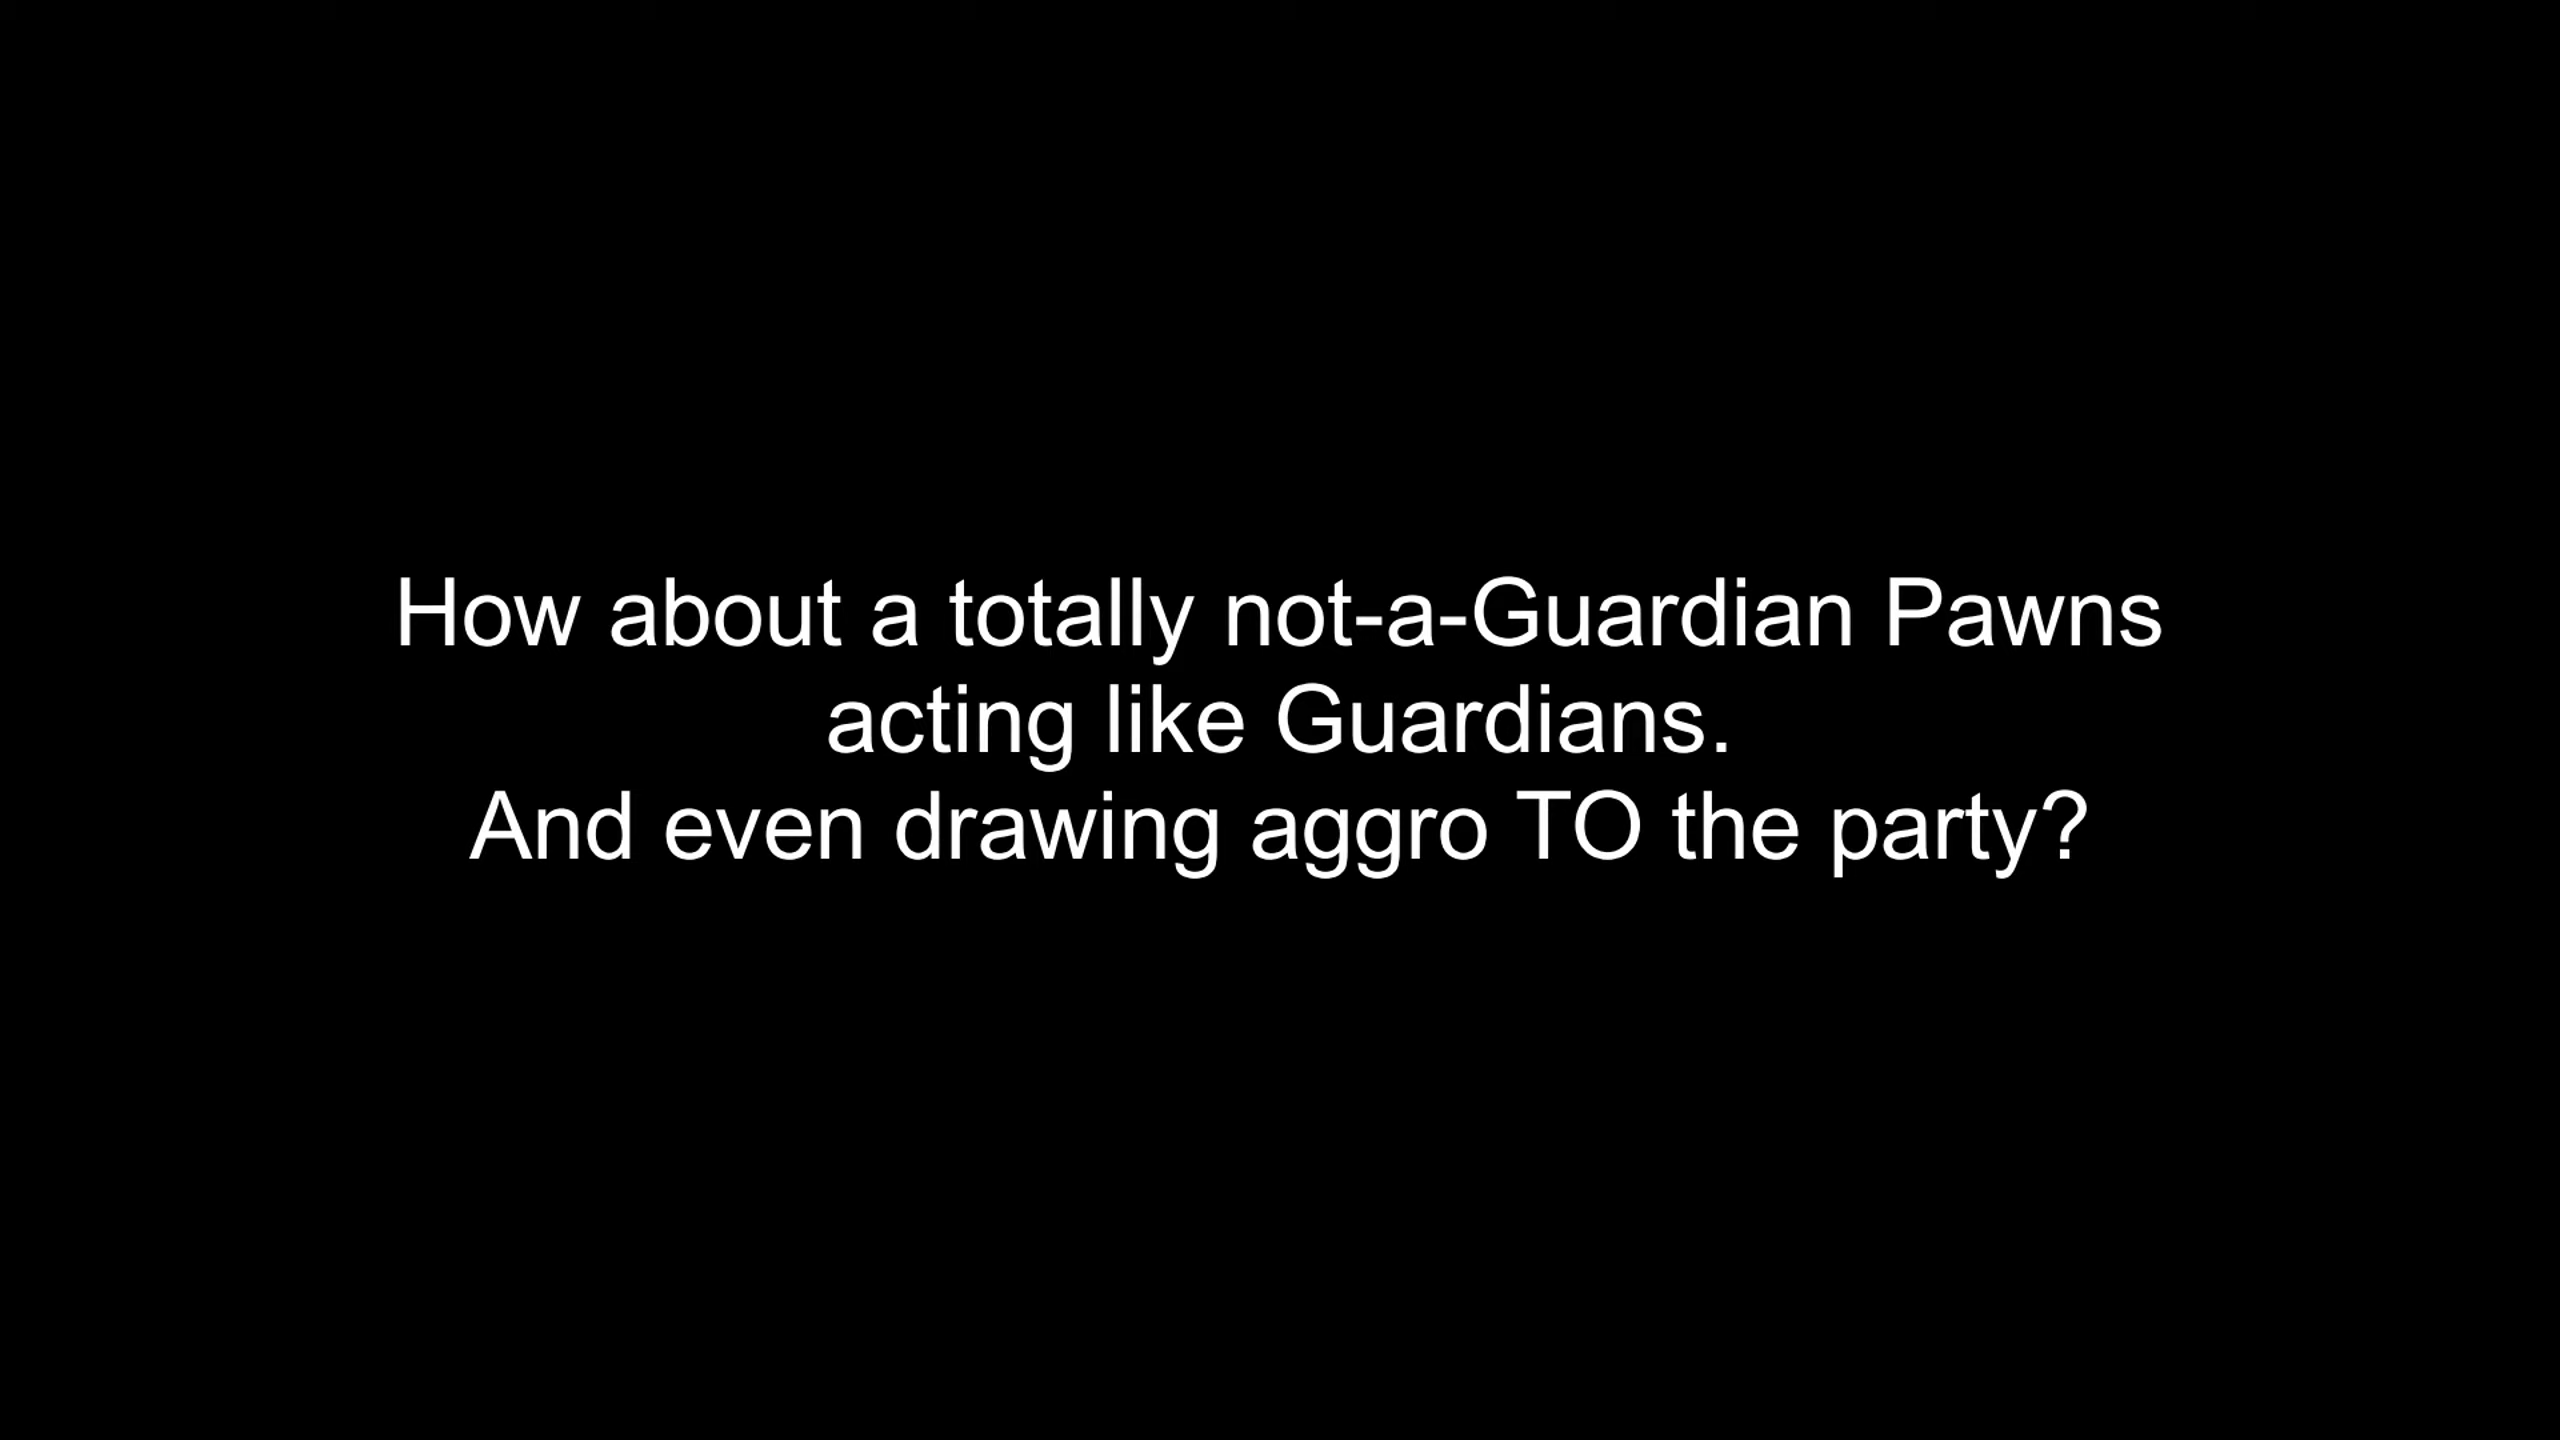 How about a totally not-a-Guardian Pawns
acting like Guardians.
And even drawing aggro TO the party?